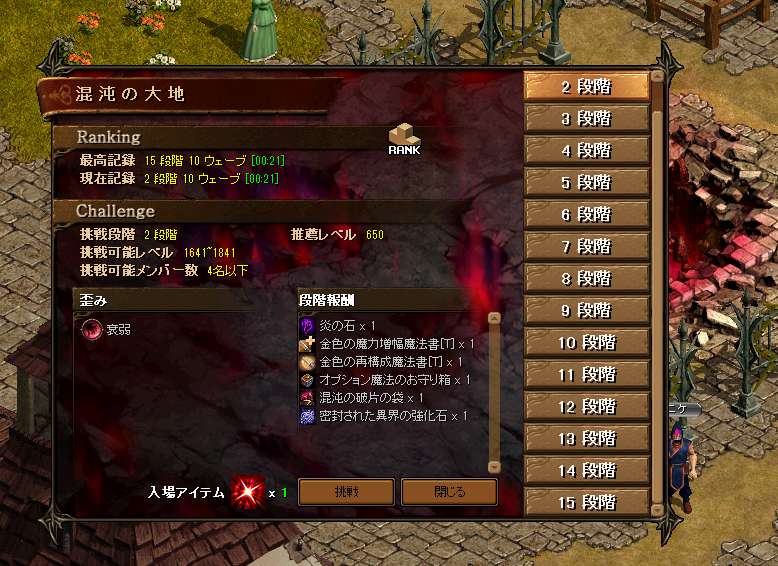 混沌の大地
Ranking
RANK
最高記録 15 段階 10 ウェーブ [00:21]
現在記録 2 段階 10 ウェーブ [00:21]
Challenge
挑戦段階 2 段階 推薦レベル 650
挑戦可能レベル 1641~1841
挑戦可能メンバー数 4名以下
歪み
衰弱
段階報酬
炎の石 x 1
金色の魔力増幅魔法書[T] x 1
金色の再構成魔法書[T] x 1
オプション魔法のお守り箱 x 1
混沌の破片の袋 x 1
密封された異界の強化石 x 1
入場アイテム x 1
挑戦
閉じる
2 段階
3 段階
4 段階
5 段階
6 段階
7 段階
8 段階
9 段階
10 段階
11 段階
12 段階
13 段階
14 段階
15 段階